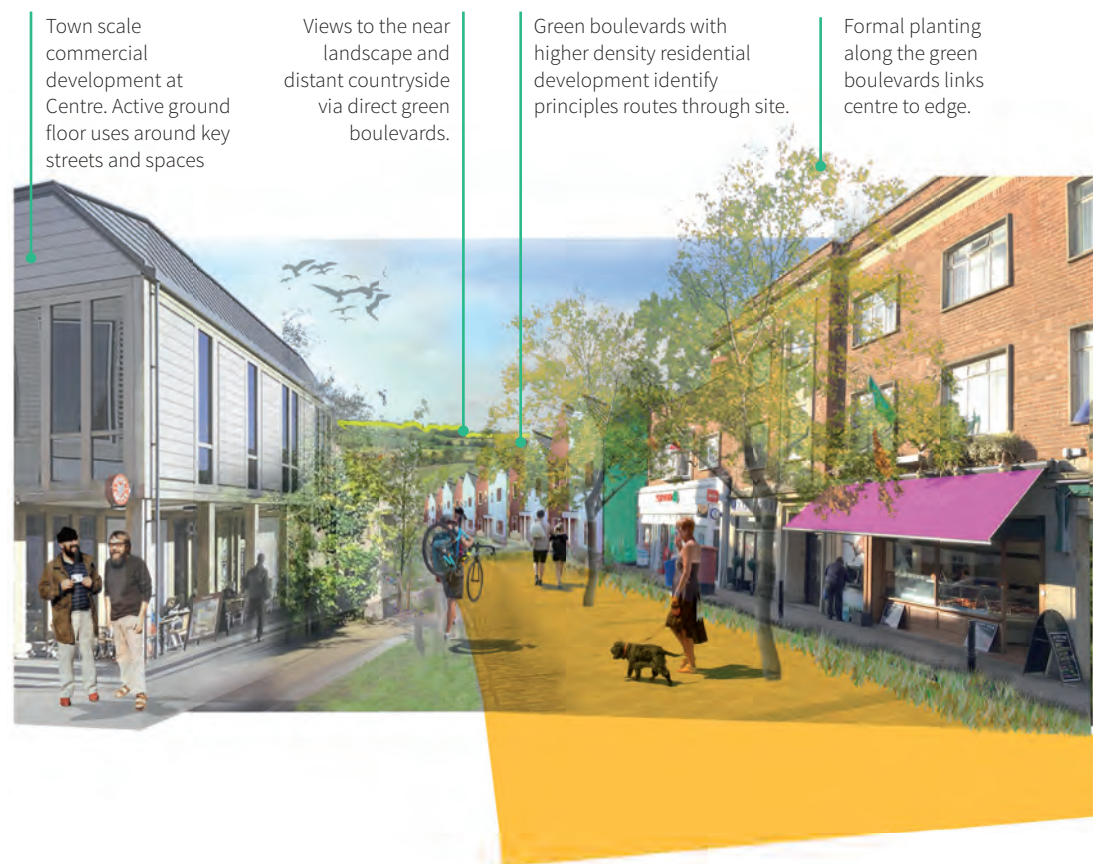 Town scale
commercial
development at
Centre. Active ground
floor uses around key
streets and spaces
Views to the near
landscape and
distant countryside
via direct green
boulevards.
Green boulevards with
higher density residential
development identify
principles routes through site.
Formal planting
along the green
boulevards links
centre to edge.